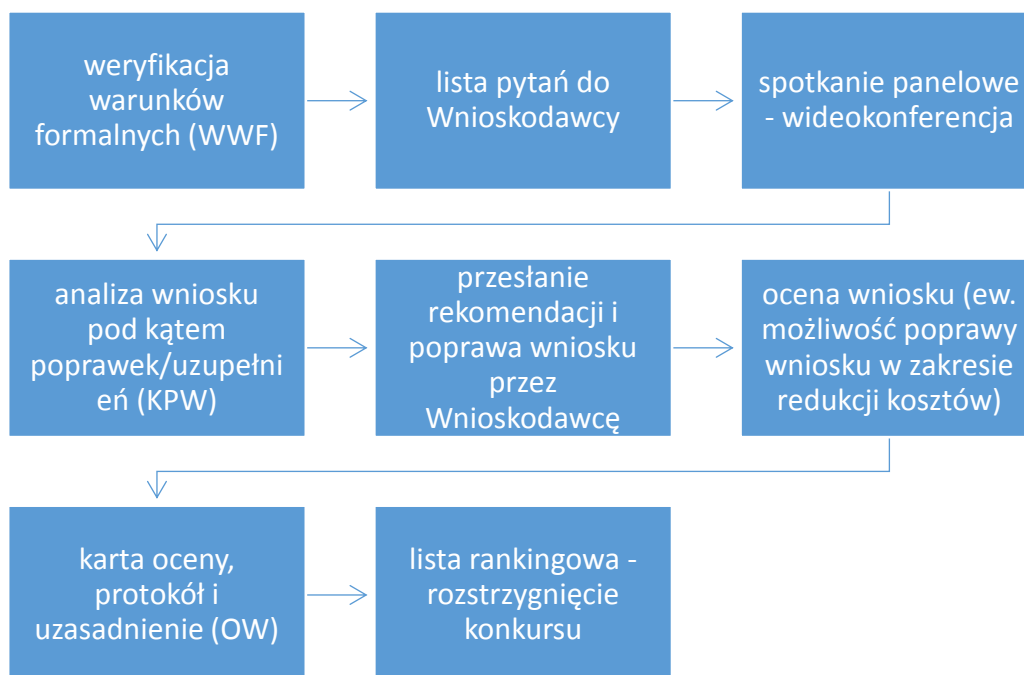 weryfikacja
warunków
formalnych (WWF)
lista pytań do
Wnioskodawcy
spotkanie panelowe
- wideokonferencja
analiza wniosku
pod kątem
poprawek/uzupełni
eń (KPW)
przesłanie
rekomendacji i
poprawa wniosku
przez
Wnioskodawcę
ocena wniosku (ew.
możliwość poprawy
wniosku w zakresie
redukcji kosztów)
karta oceny,
protokół i
uzasadnienie (OW)
lista rankingowa -
rozstrzygnięcie
konkursu